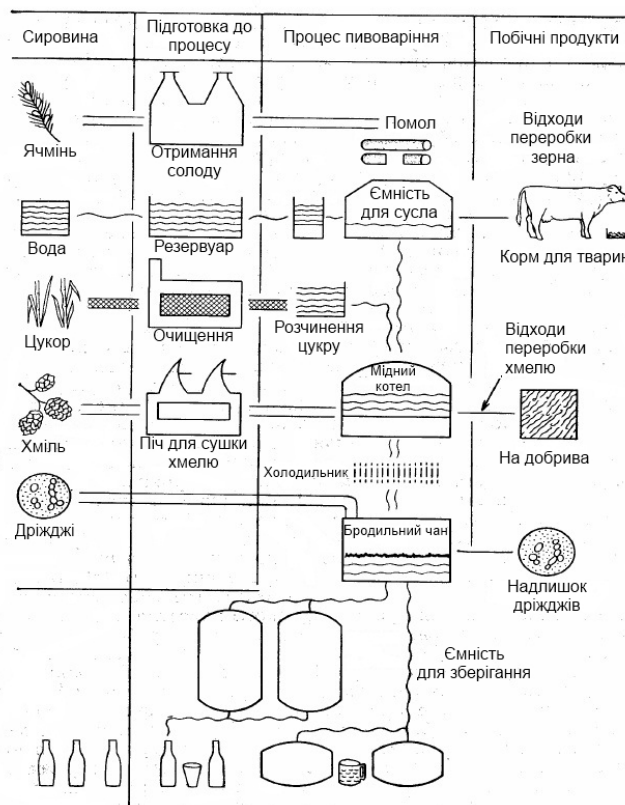 Сировина
Підготовка до
процесу
Процес пивоваріння
Побічні продукти
Ячмінь
Отримання
солоду
Помол
Відходи
переробки
зерна
Вода
Резервуар
Ємність
для сусла
Корм для тварин
Цукор
Очищення
Розчинення
цукру
Відходи
переробки
хмелю
Хміль
Піч для сушки
хмелю
Мідний
котел
На добрива
Холодильник
Дріжджі
Бродильний чан
Надлишок
дріжджів
Ємність
для зберігання